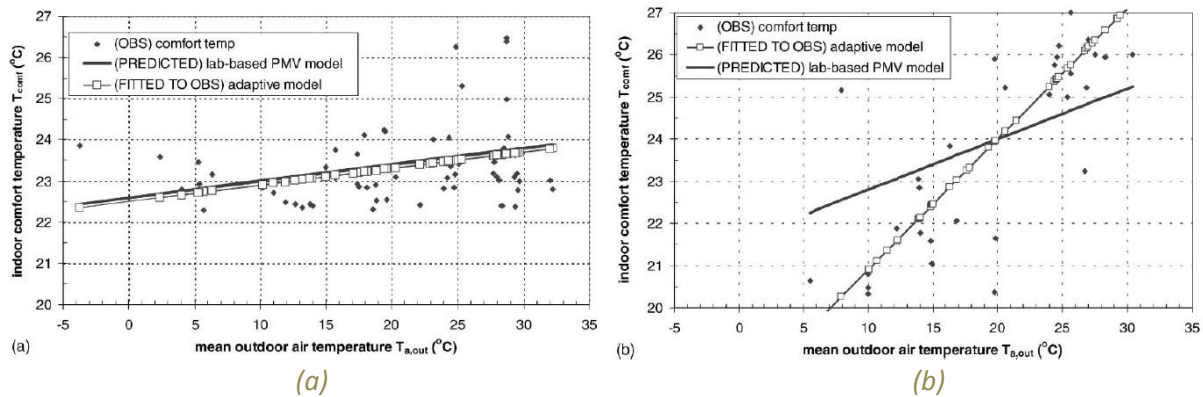 27
26
25
24
23
22
21
20
indoor comfort temperature Tcomf (°C)
(OBS) comfort temp
(PREDICTED) lab-based PMV model
(FITTED TO OBS) adaptive model
-5 0 5 10 15 20 25 30 35
(a) mean outdoor air temperature Ta,out (°C)
(a)
27
26
25
24
23
22
21
20
indoor comfort temperature Tcomf (°C)
(OBS) comfort temp
(FITTED TO OBS) adaptive model
(PREDICTED) lab-based PMV model
-5 0 5 10 15 20 25 30 35
(b) mean outdoor air temperature Ta,out (°C)
(b)